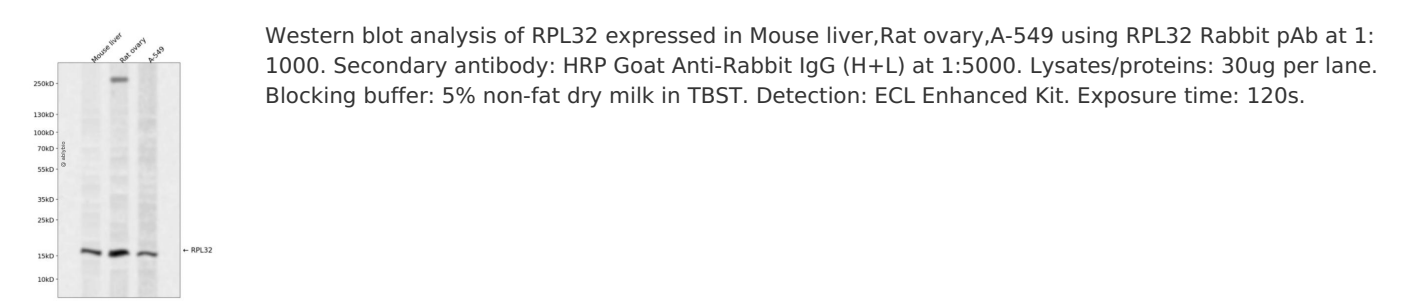 Mouse liver
Rat ovary
A-549
250kD
130kD
100kD
70kD
55kD
35kD
25kD
15kD
10kD
← RPL32
Western blot analysis of RPL32 expressed in Mouse liver,Rat ovary,A-549 using RPL32 Rabbit pAb at 1:
1000. Secondary antibody: HRP Goat Anti-Rabbit IgG (H+L) at 1:5000. Lysates/proteins: 30ug per lane.
Blocking buffer: 5% non-fat dry milk in TBST. Detection: ECL Enhanced Kit. Exposure time: 120s.